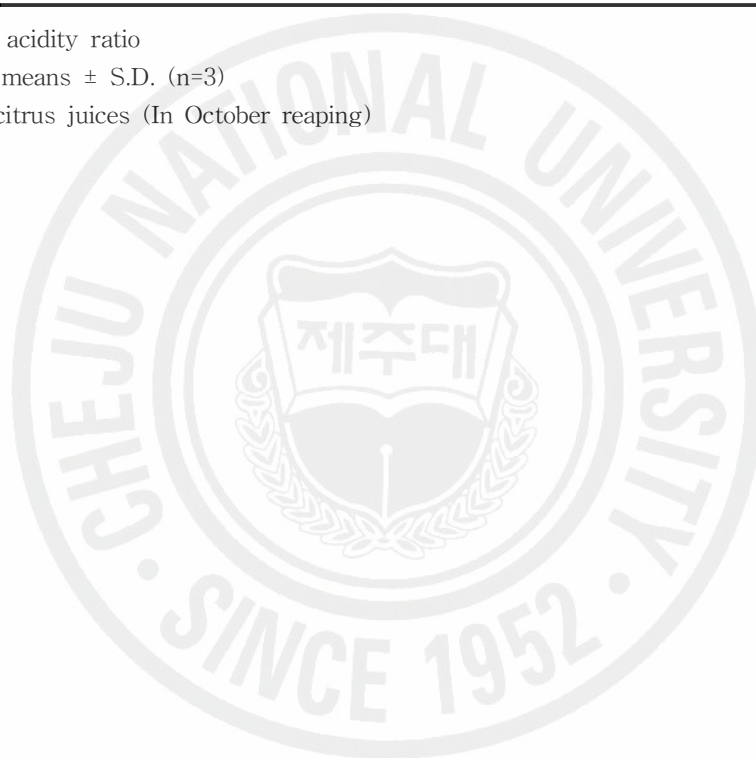 acidity ratio
means ± S.D. (n=3)
citrus juices (In October reaping)
CHEJU NATIONAL UNIVERSITY
제주대
SINCE 1952